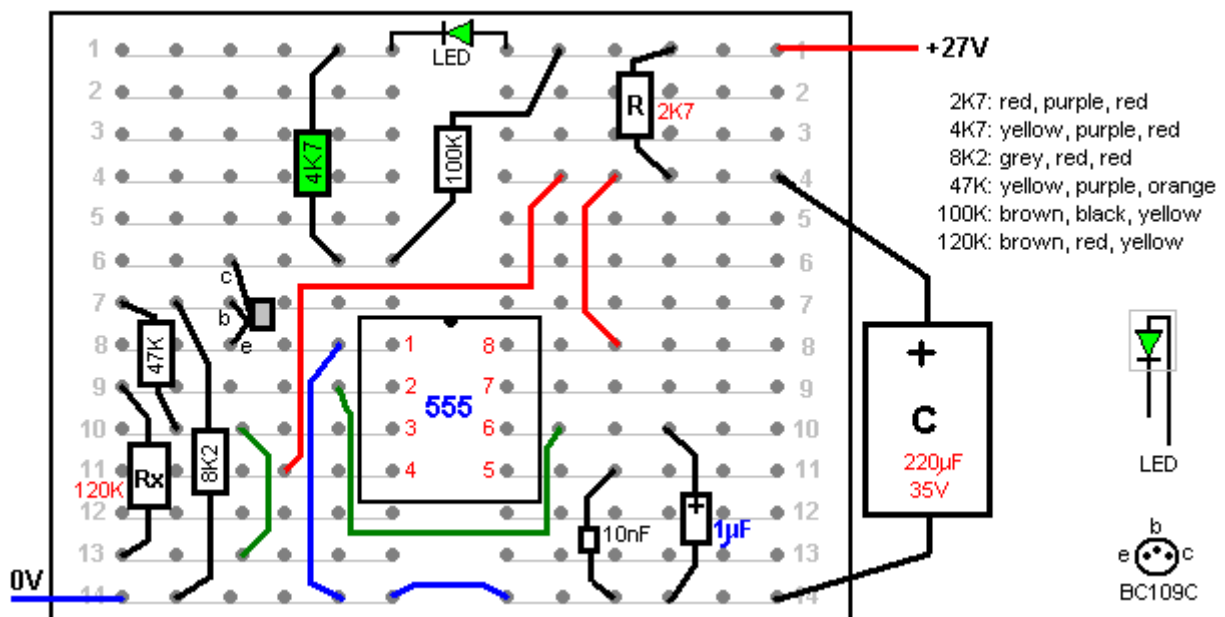 1 LED 1 +27V
2 R 2K7 2
2K7: red, purple, red
3 4K7 100K 3
4K7: yellow, purple, red
4 4
8K2: grey, red, red
47K: yellow, purple, orange
5 5
100K: brown, black, yellow
6 c 6
120K: brown, red, yellow
7 b 7
8 47K e 1 8 8
+
9 2 555 7 9
10 3 6 10
C
11 120K Rx 8K2 4 5 11
220µF
35V
LED
12 + 1µF 12
10nF
13 13
b
e c
0V 14 14
BC109C